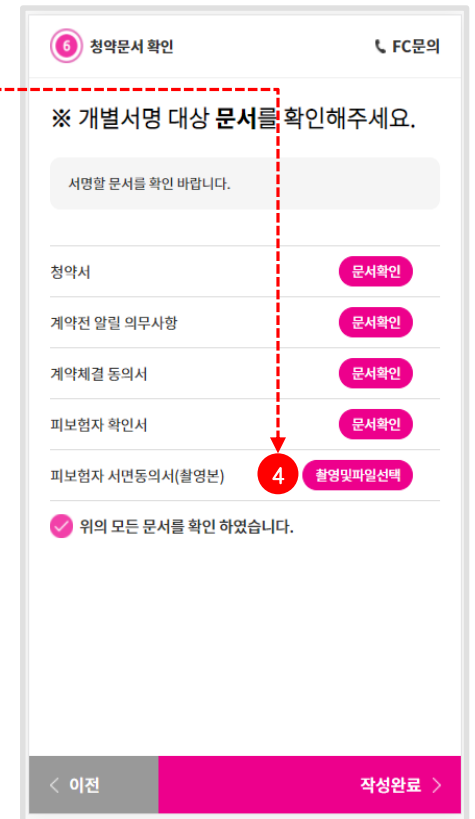 6 청약문서 확인 FC문의
※ 개별서명 대상 문서를 확인해주세요.
서명할 문서를 확인 바랍니다.
청약서 문서확인
계약전 알릴 의무사항 문서확인
계약체결 동의서 문서확인
피보험자 확인서 문서확인
피보험자 서면동의서(촬영본) 4 촬영및파일선택
위의 모든 문서를 확인 하였습니다.
< 이전 작성완료 >